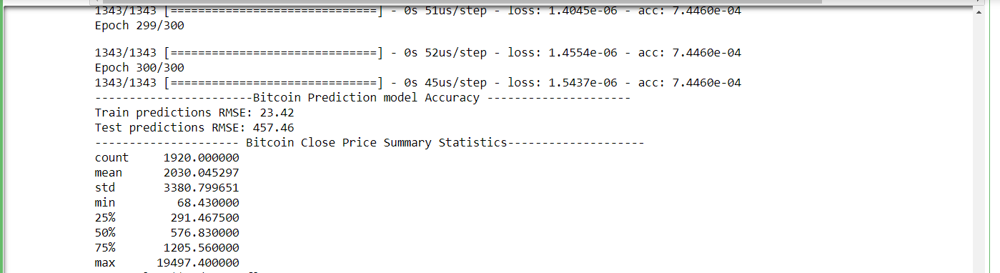 1343/1343 [==============================] - 0s 51us/step - loss: 1.4045e-06 - acc: 7.4460e-04
Epoch 299/300
1343/1343 [==============================] - 0s 52us/step - loss: 1.4554e-06 - acc: 7.4460e-04
Epoch 300/300
1343/1343 [==============================] - 0s 45us/step - loss: 1.5437e-06 - acc: 7.4460e-04
-----------------------Bitcoin Prediction model Accuracy ---------------------
Train predictions RMSE: 23.42
Test predictions RMSE: 457.46
--------------------- Bitcoin Close Price Summary Statistics--------------------
count     1920.000000
mean      2030.045297
std       3380.799651
min         68.430000
25%        291.467500
50%        576.830000
75%       1205.560000
max      19497.400000